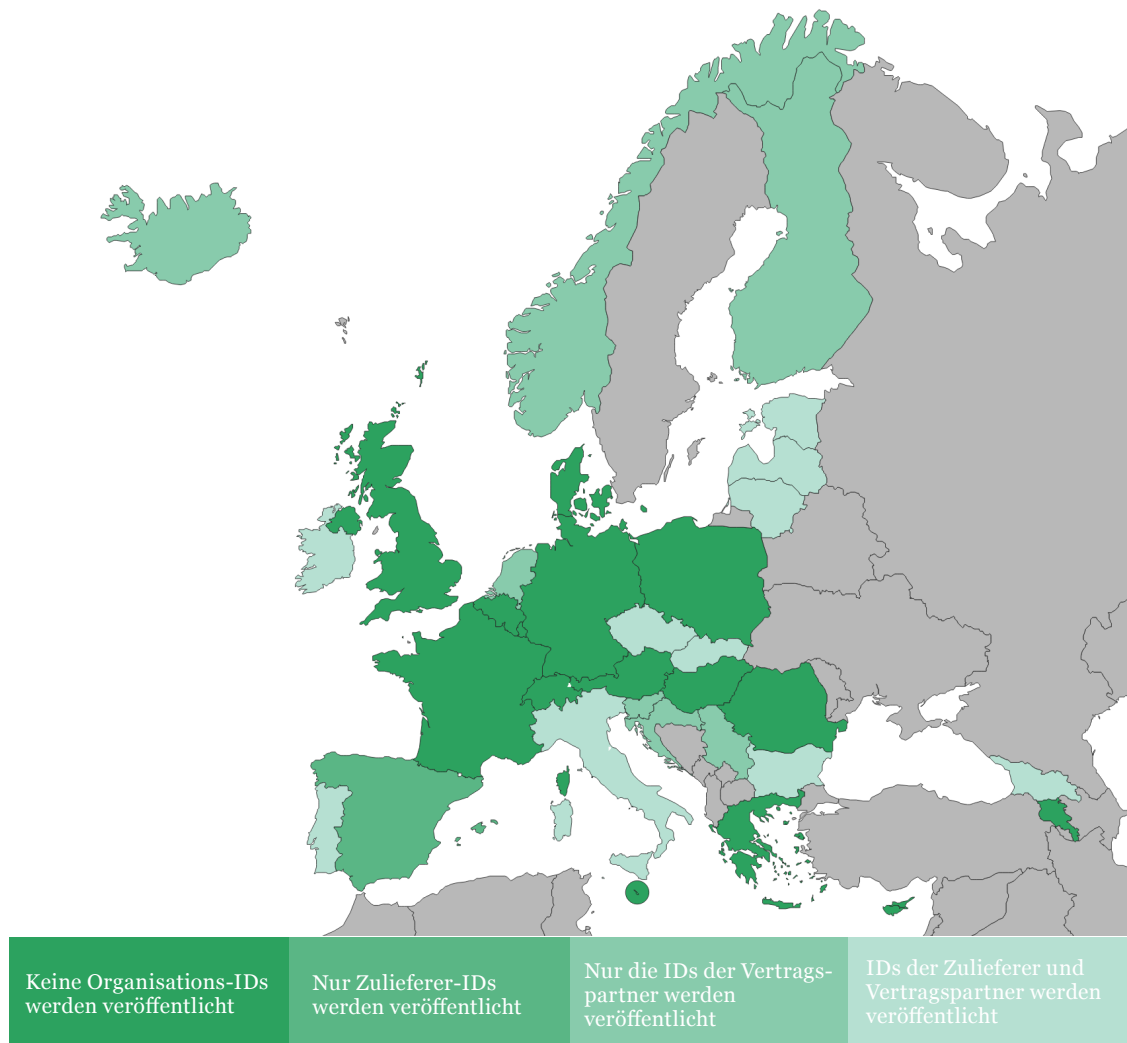 Keine Organisations-IDs
werden veröffentlicht
Nur Zulieferer-IDs
werden veröffentlicht
Nur die IDs der Vertrags-
partner werden
veröffentlicht
IDs der Zulieferer und
Vertragspartner werden
veröffentlicht